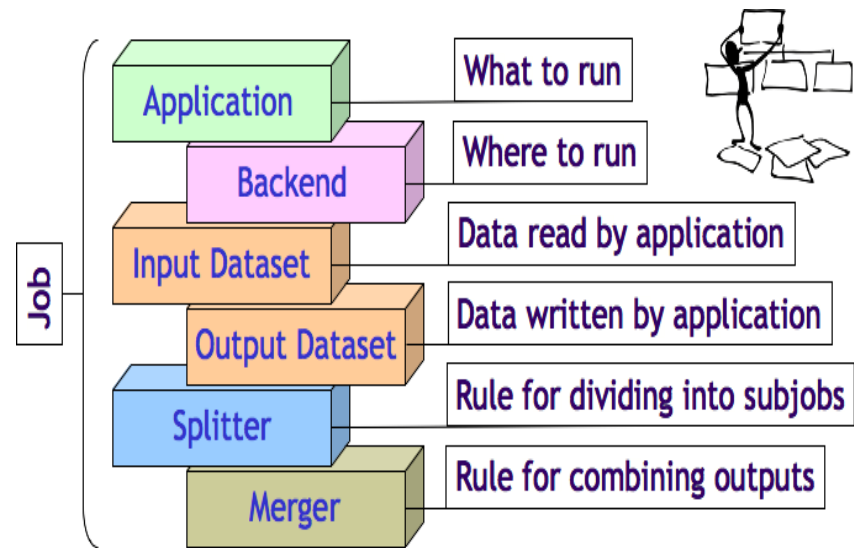 Job
Application
What to run
Backend
Where to run
Input Dataset
Data read by application
Output Dataset
Data written by application
Splitter
Rule for dividing into subjobs
Merger
Rule for combining outputs